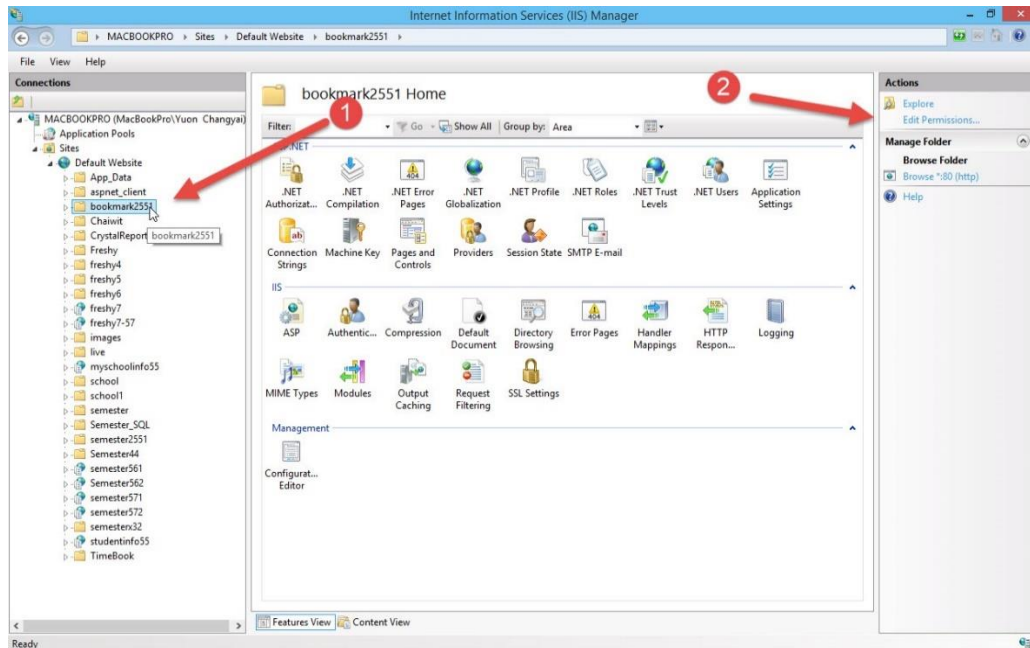 Internet Information Services (IIS) Manager
MACBOOKPRO Sites Default Website bookmark2551
File View Help
Connections
MACBOOKPRO (MacBookPro\Yuon Changyai)
Application Pools
Sites
Default Website
App_Data
aspnet_client
bookmark2551
Chaiwit
CrystalReport
bookmark2551
Freshy
freshy4
freshy5
freshy6
freshy7
freshy7-57
images
live
myschoolinfo55
school
school1
semester
Semester_SQL
semester2551
Semester44
semester561
Semester562
semester571
semester572
semesterx32
studentinfo55
TimeBook
1
2
bookmark2551 Home
Filter: Go Show All Group by: Area
.NET Authorizat...
.NET Compilation
.NET Error Pages
.NET Globalization
.NET Profile
.NET Roles
.NET Trust Levels
.NET Users
Application Settings
Connection Strings
Machine Key
Pages and Controls
Providers
Session State
SMTP E-mail
IIS
ASP
Authentic...
Compression
Default Document
Directory Browsing
Error Pages
Handler Mappings
HTTP Respon...
Logging
MIME Types
Modules
Output Caching
Request Filtering
SSL Settings
Management
Configurat... Editor
Features View Content View
Actions
Explore
Edit Permissions...
Manage Folder
Browse Folder
Browse *:80 (http)
Help
Ready